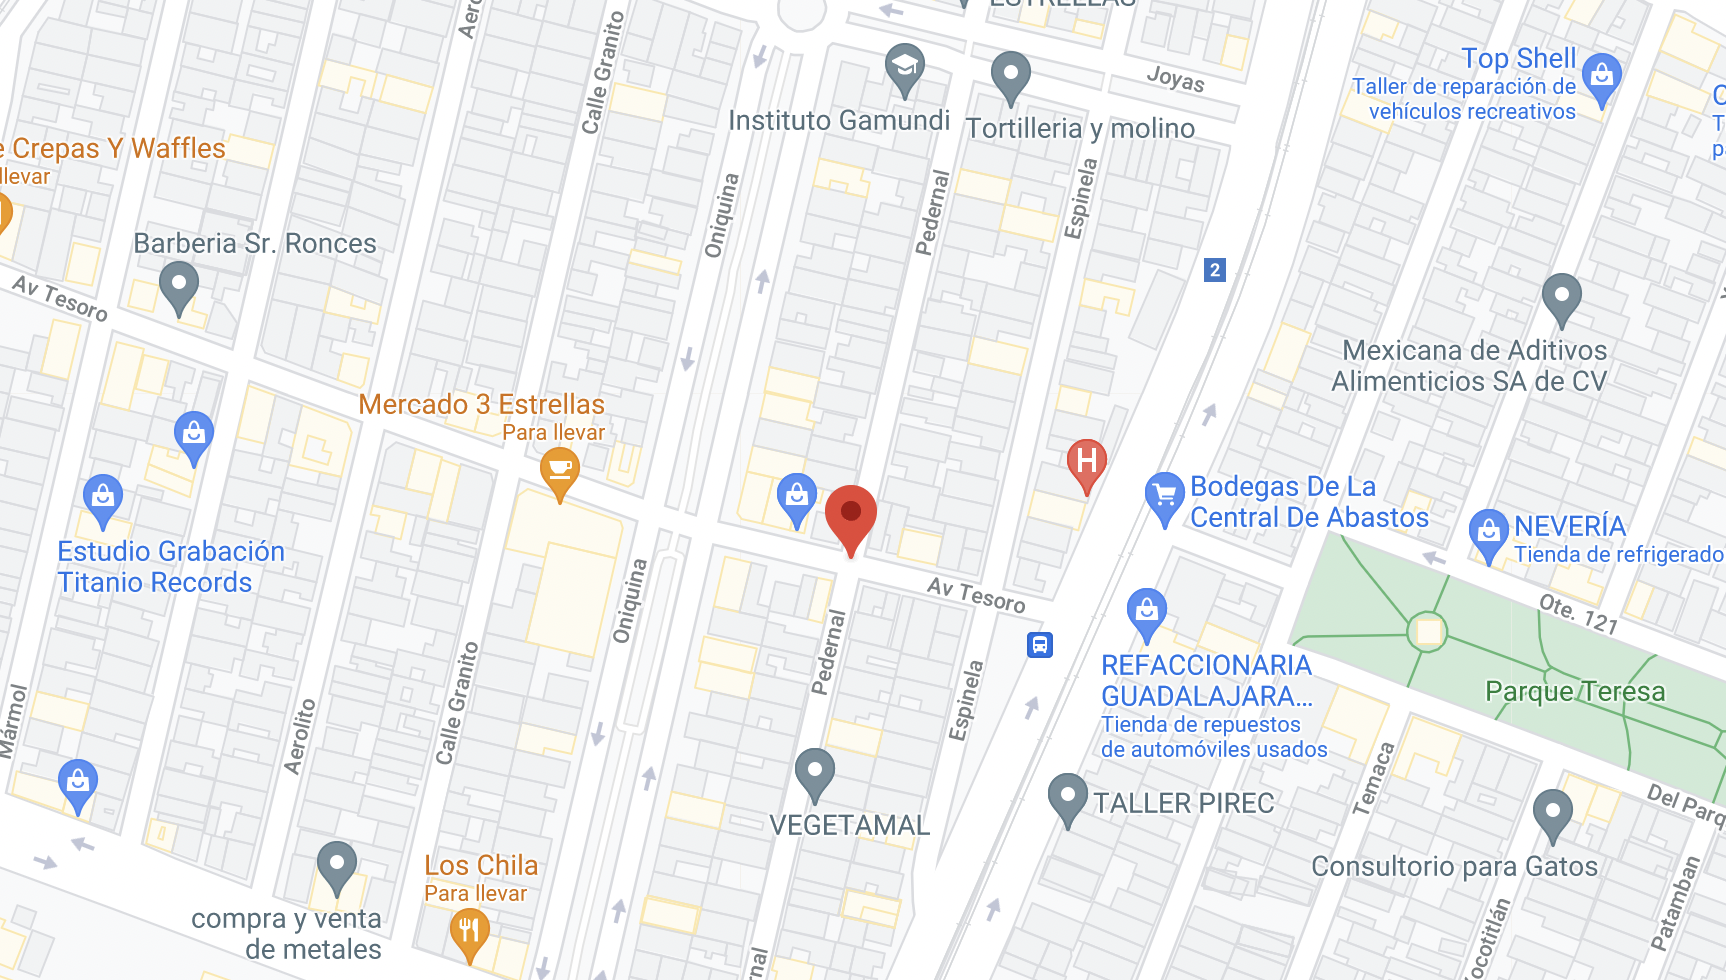 ESTRELLAS
Aero
Calle Granito
Joyas
Top Shell
Taller de reparación de
vehículos recreativos
Instituto Gamundi
Tortilleria y molino
e Crepas Y Waffles
llevar
Oniquina
Pedernal
Espinela
Barberia Sr. Ronces
Av Tesoro
2
Mexicana de Aditivos
Alimenticios SA de CV
Mercado 3 Estrellas
Para llevar
H
Bodegas De La
Central De Abastos
NEVERÍA
Tienda de refrigerado
Estudio Grabación
Titanio Records
Oniquina
Av Tesoro
Ote. 121
Pedernal
Espinela
REFACCIONARIA
GUADALAJARA...
Tienda de repuestos
de automóviles usados
Parque Teresa
Mármol
Aerolito
Calle Granito
Temaca
Del Parq
VEGETAMAL
TALLER PIREC
Consultorio para Gatos
Los Chila
Para llevar
compra y venta
de metales
Patamban
ocotitlán
rnal